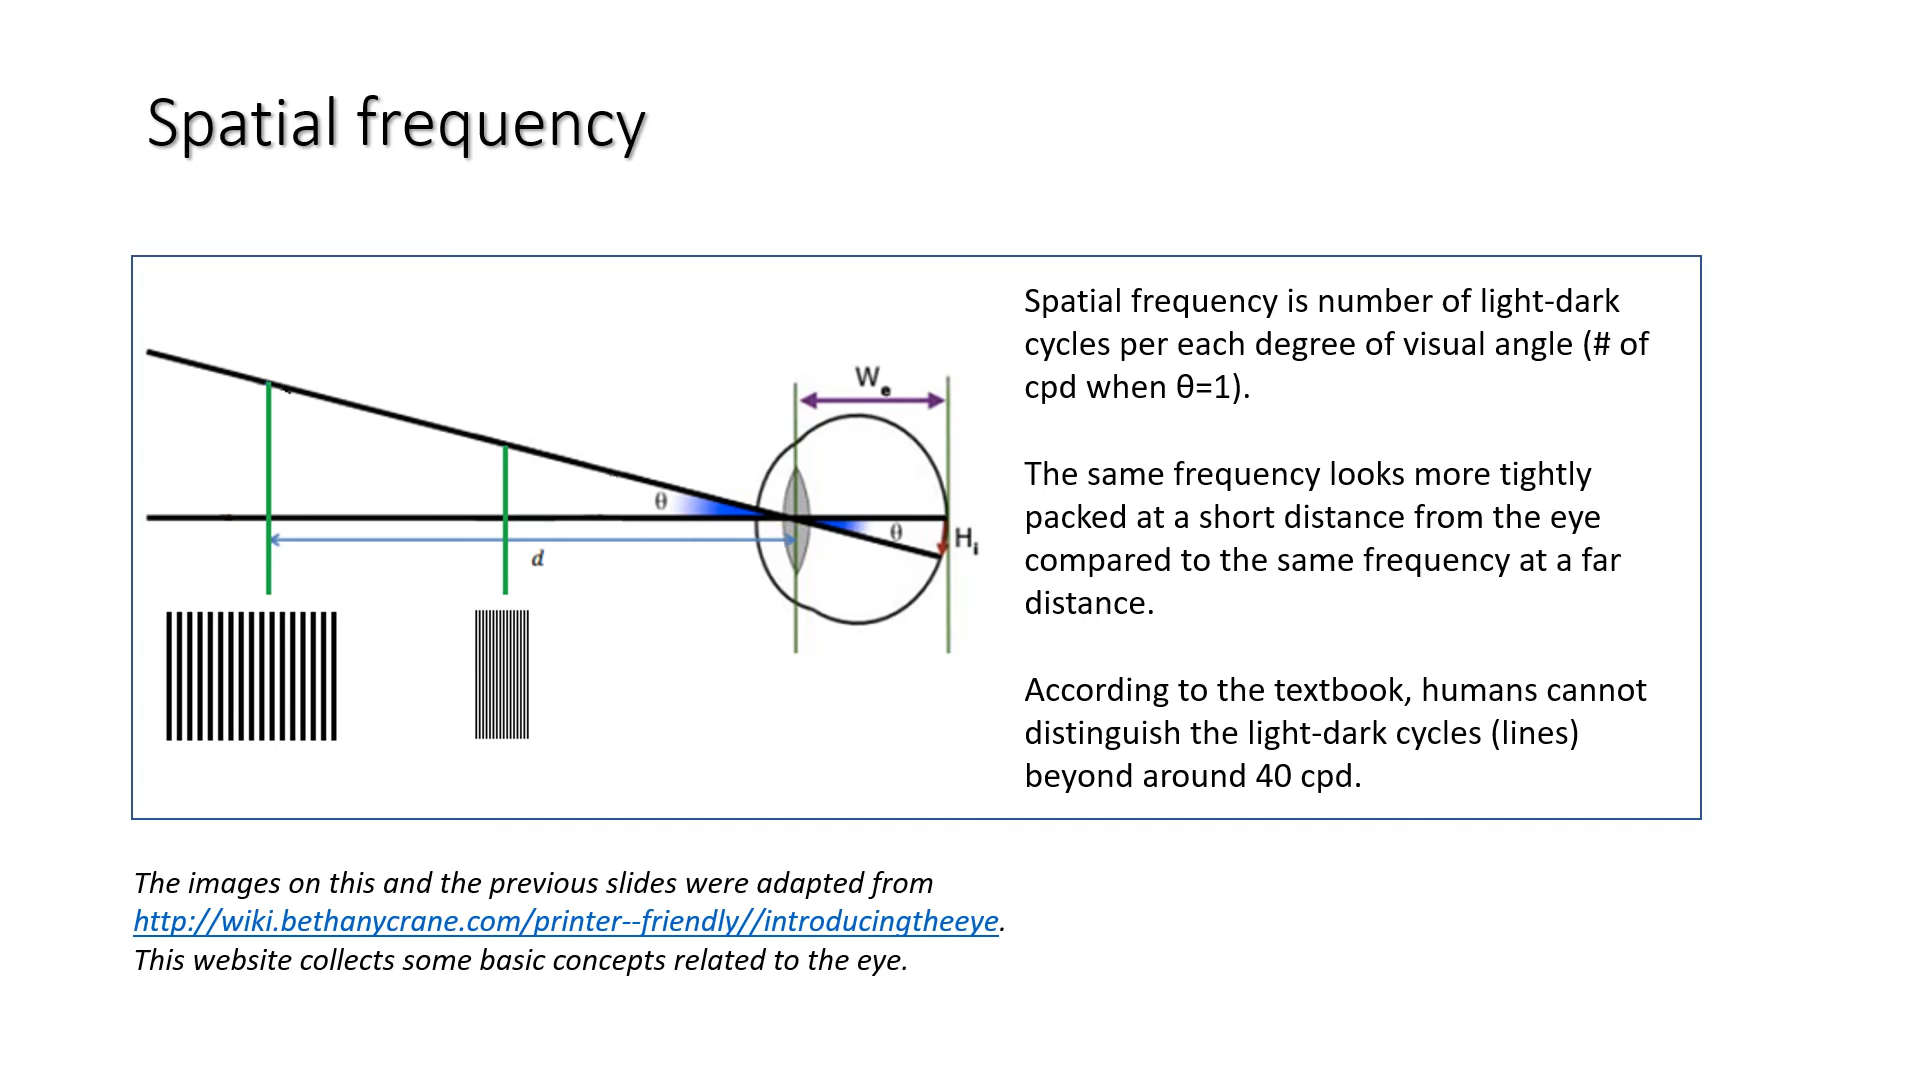 Spatial frequency
W e
θ
θ
H i
d
Spatial frequency is number of light-dark
cycles per each degree of visual angle (# of
cpd when θ=1).
The same frequency looks more tightly
packed at a short distance from the eye
compared to the same frequency at a far
distance.
According to the textbook, humans cannot
distinguish the light-dark cycles (lines)
beyond around 40 cpd.
The images on this and the previous slides were adapted from
http://wiki.bethanycrane.com/printer--friendly//introducingtheeye.
This website collects some basic concepts related to the eye.